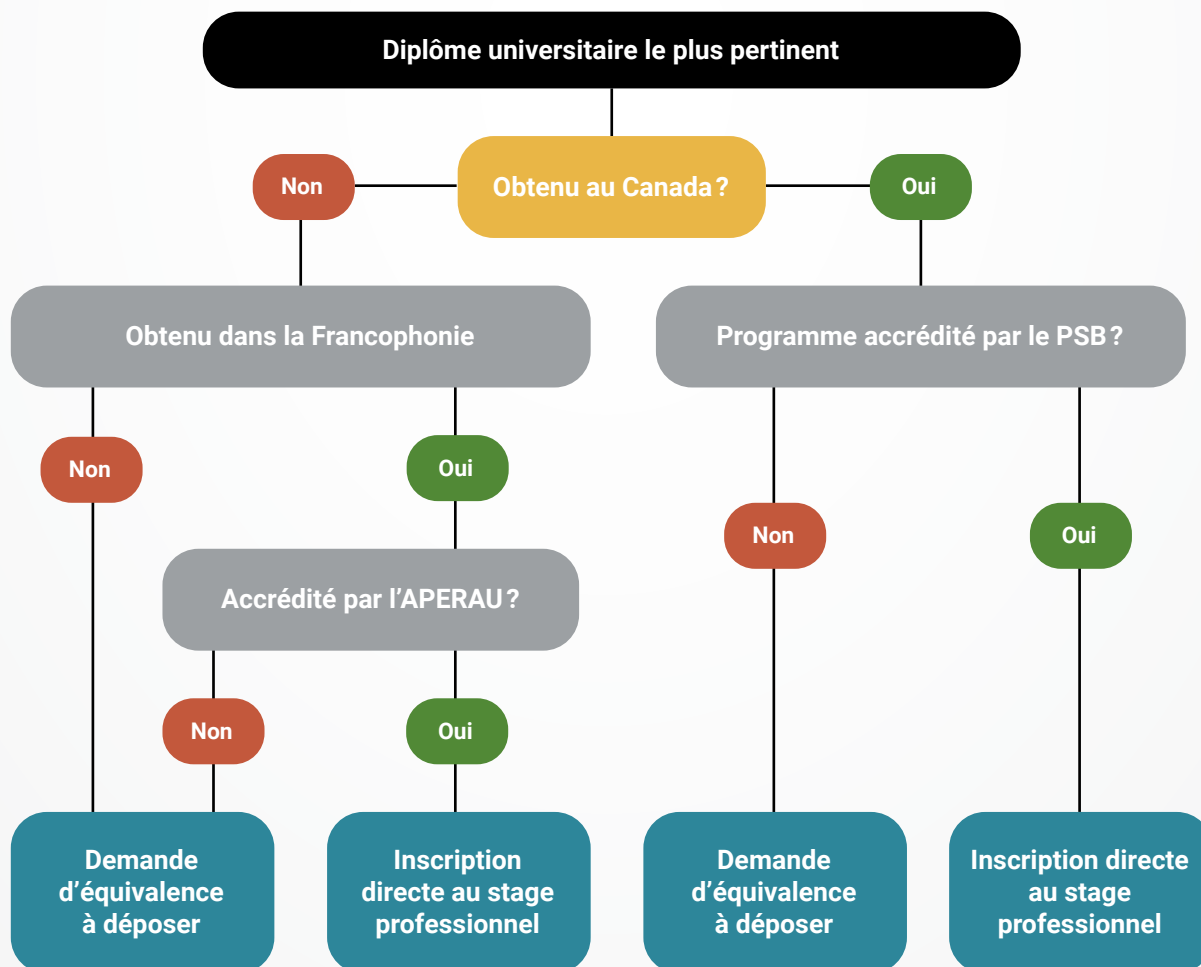 Diplôme universitaire le plus pertinent
Non
Obtenu au Canada ?
Oui
Obtenu dans la Francophonie
Programme accrédité par le PSB ?
Non
Oui
Non
Oui
Accrédité par l’APERAU ?
Non
Oui
Demande
d’équivalence
à déposer
Inscription
directe au stage
professionnel
Demande
d’équivalence
à déposer
Inscription directe
au stage
professionnel